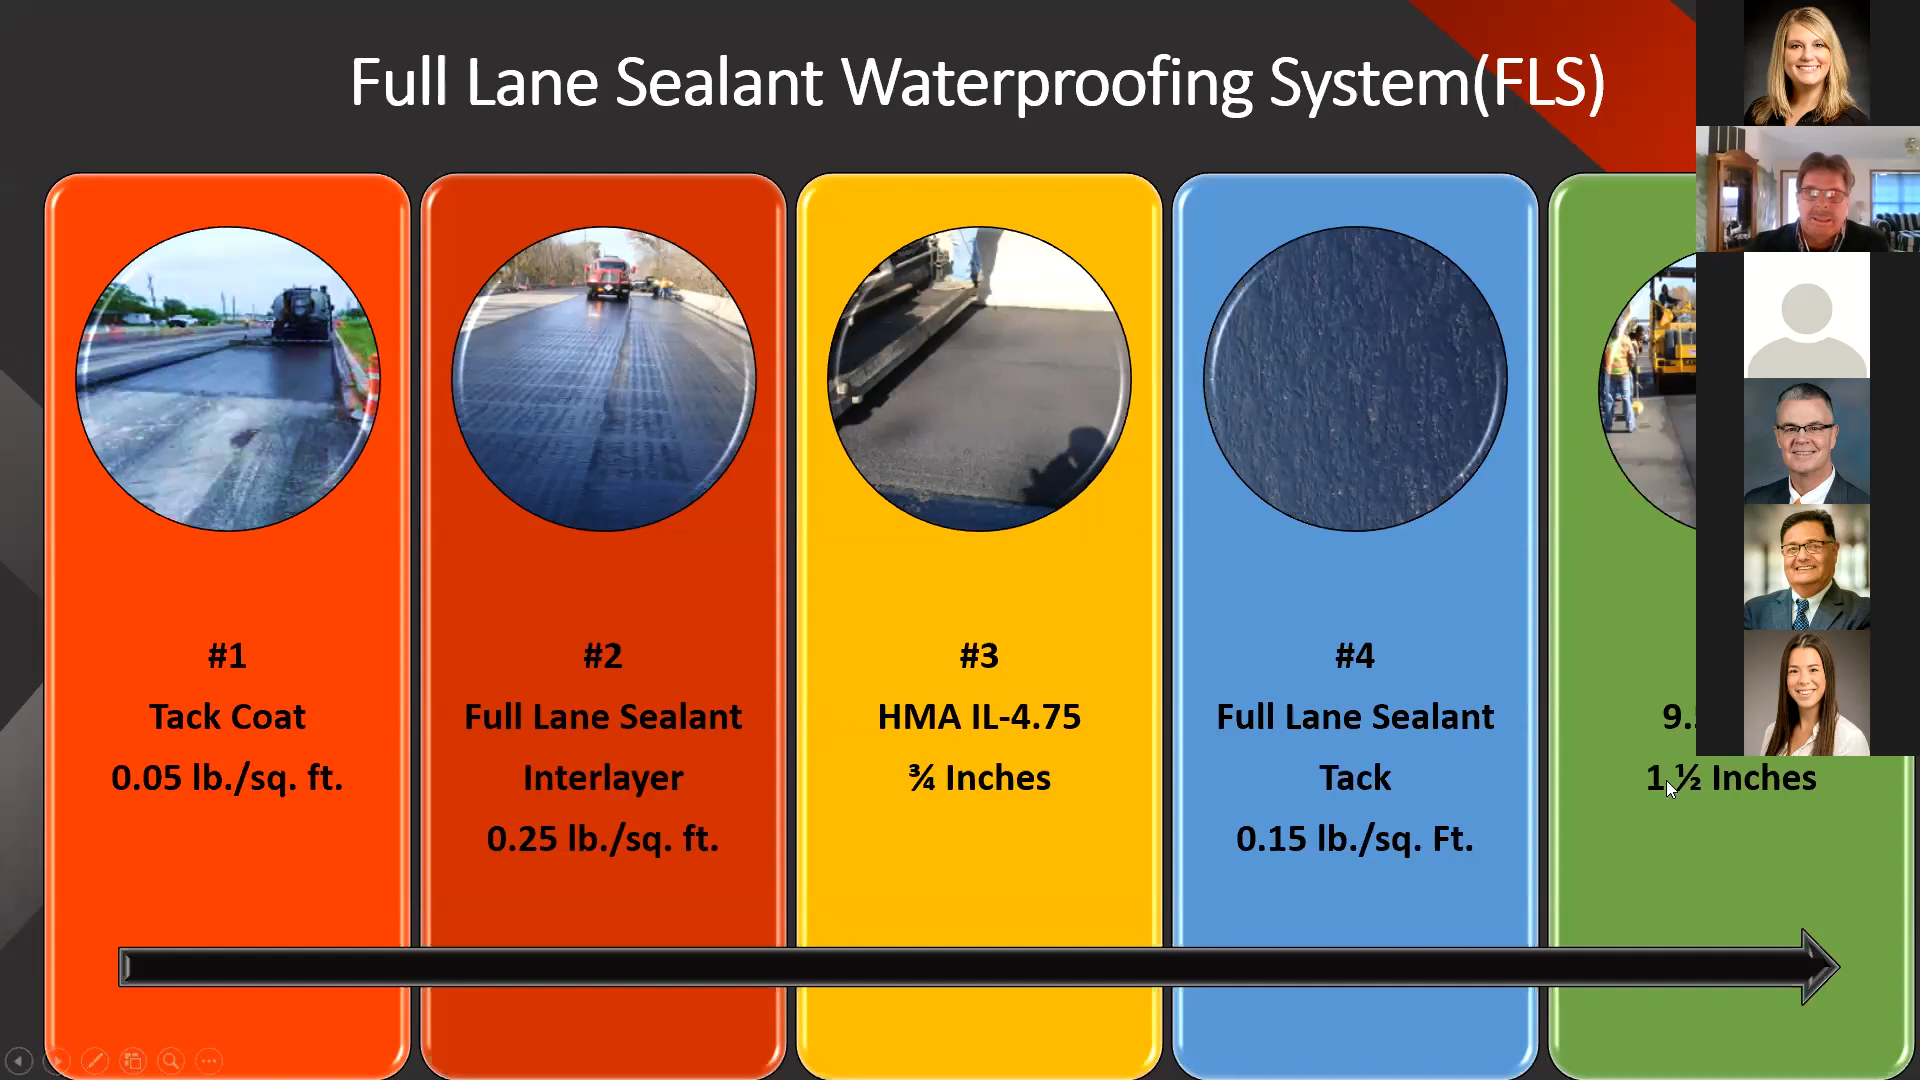 Full Lane Sealant Waterproofing System(FLS)
#1
Tack Coat
0.05 lb./sq. ft.
#2
Full Lane Sealant
Interlayer
0.25 lb./sq. ft.
#3
HMA IL-4.75
¾ Inches
#4
Full Lane Sealant
Tack
0.15 lb./sq. Ft.
1 ½ Inches